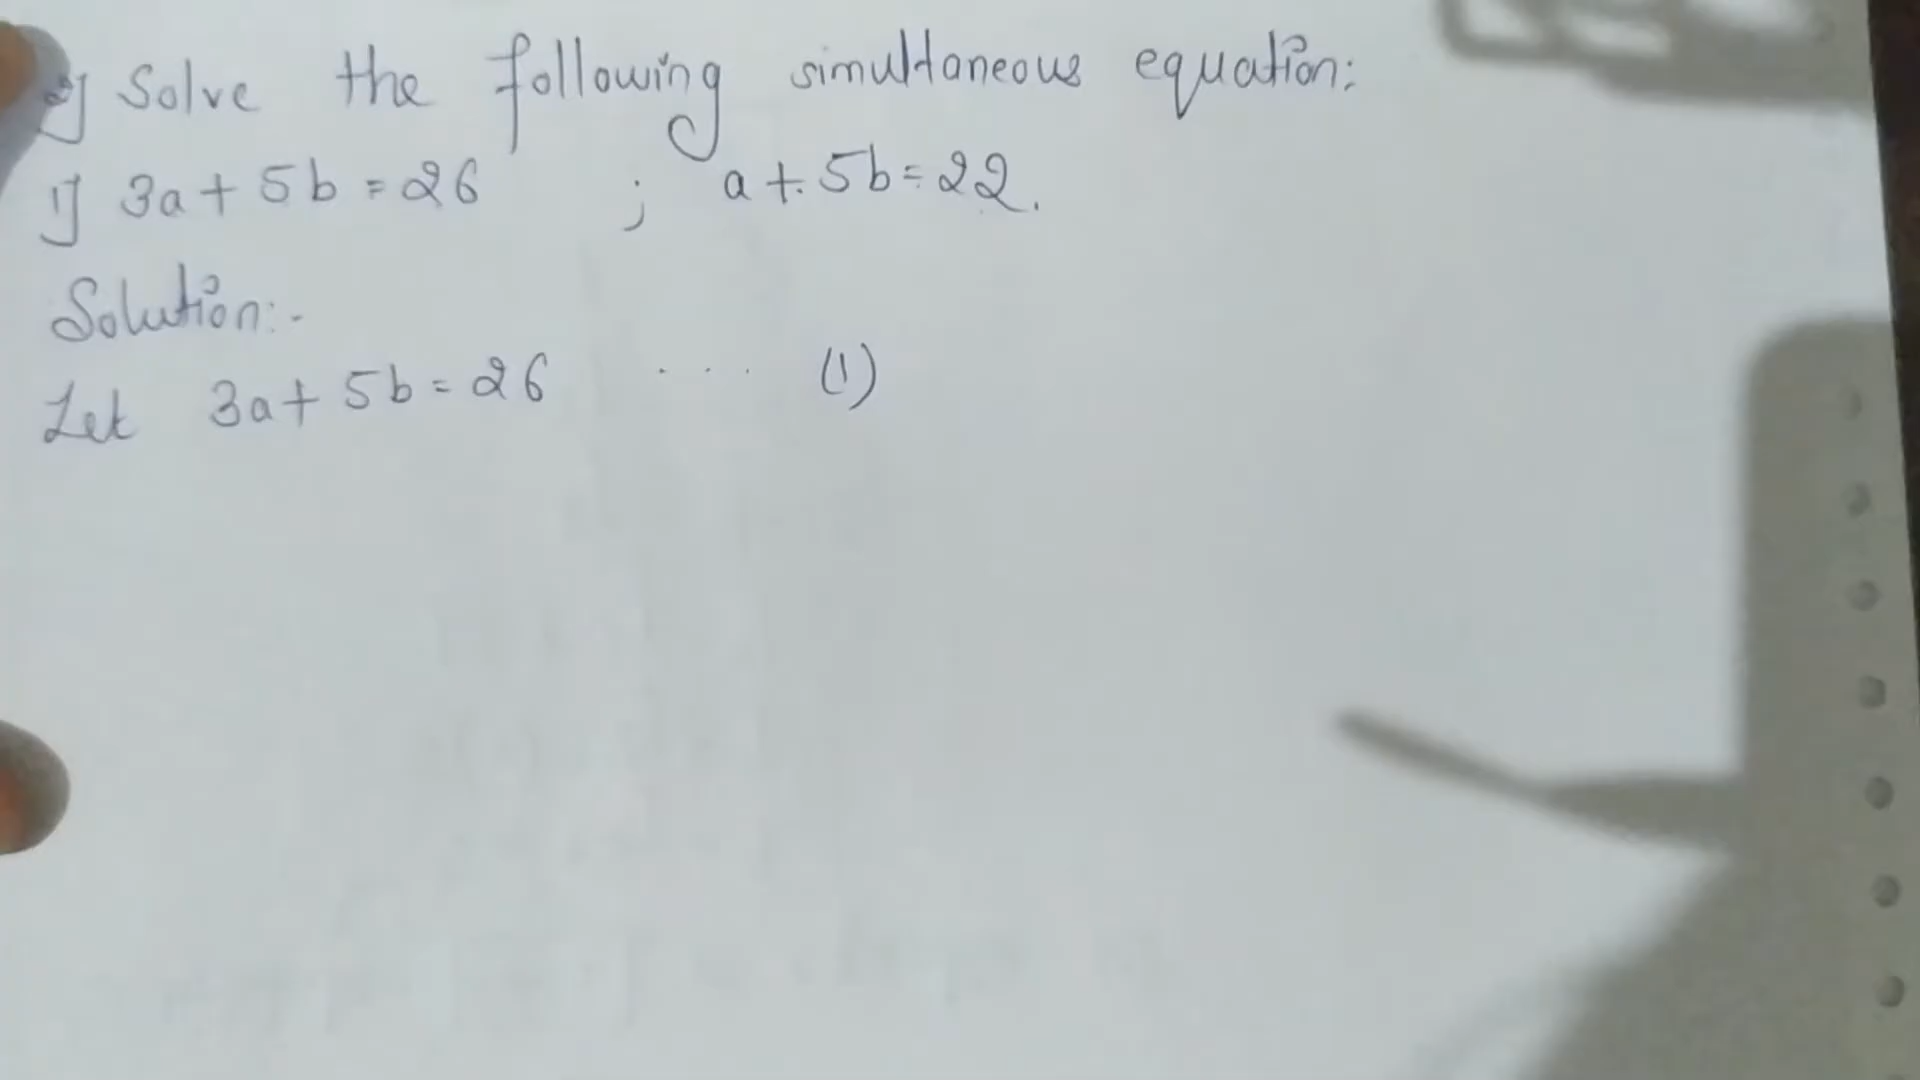 Solve the following simultaneous equation:
1] 3a + 5b = 26 ; a + 5b = 22.
Solution:-
Let 3a + 5b = 26 ... (1)